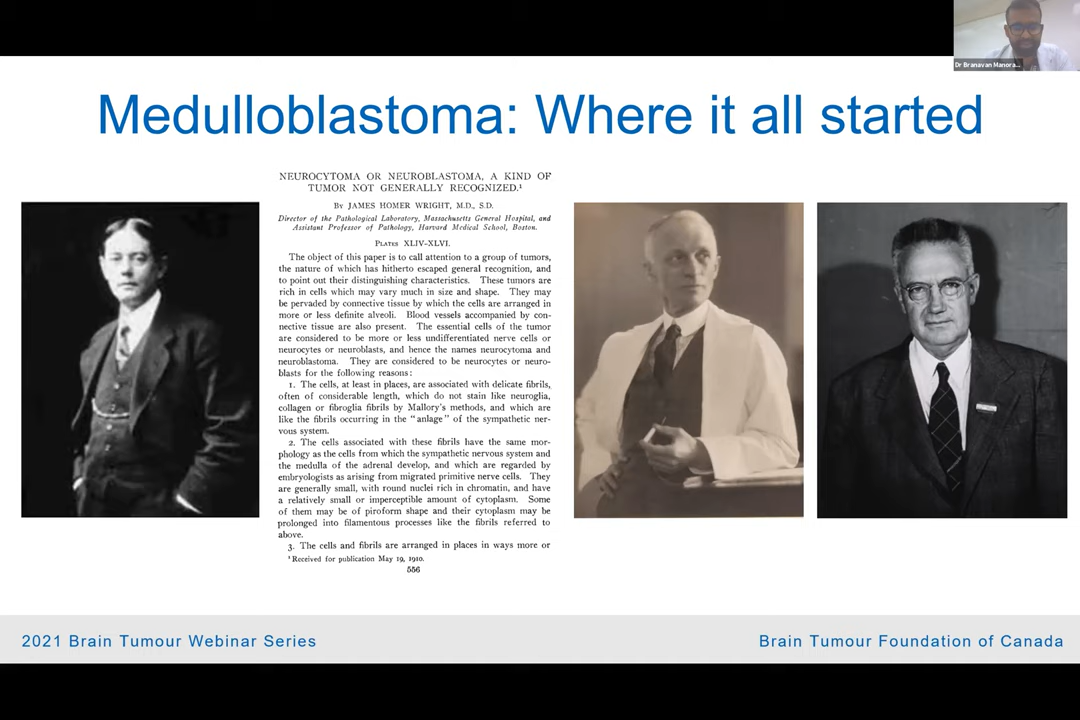 Dr Branavan Manora...
Medulloblastoma: Where it all started
NEUROCYTOMA OR NEUROBLASTOMA, A KIND OF
TUMOR NOT GENERALLY RECOGNIZED.¹
By JAMES HOMER WRIGHT, M.D., S.D.
Director of the Pathological Laboratory, Massachusetts General Hospital, and
Assistant Professor of Pathology, Harvard Medical School, Boston.
PLATES XLIV-XLVI.
The object of this paper is to call attention to a group of tumors,
the nature of which has hitherto escaped general recognition, and
to point out their distinguishing characteristics. These tumors are
rich in cells which may vary much in size and shape. They may
be pervaded by connective tissue by which the cells are arranged in
more or less definite alveoli. Blood vessels accompanied by con-
nective tissue are also present. The essential cells of the tumor
are considered to be more or less undifferentiated nerve cells or
neurocytes or neuroblasts, and hence the names neurocytoma and
neuroblastoma. They are considered to be neurocytes or neuro-
blasts for the following reasons:
1. The cells, at least in places, are associated with delicate fibrils,
often of considerable length, which do not stain like neuroglia,
collagen or fibroglia fibrils by Mallory's methods, and which are
like the fibrils occurring in the "anlage" of the sympathetic ner-
vous system.
2. The cells associated with these fibrils have the same mor-
phology as the cells from which the sympathetic nervous system and
the medulla of the adrenal develop, and which are regarded by
embryologists as arising from migrated primitive nerve cells. They
are generally small, with round nuclei rich in chromatin, and have
a relatively small or imperceptible amount of cytoplasm. Some
of them may be of piroform shape and their cytoplasm may be
prolonged into filamentous processes like the fibrils referred to
above.
3. The cells and fibrils are arranged in places in ways more or
¹ Received for publication May 19, 1910.
556
2021 Brain Tumour Webinar Series
Brain Tumour Foundation of Canada